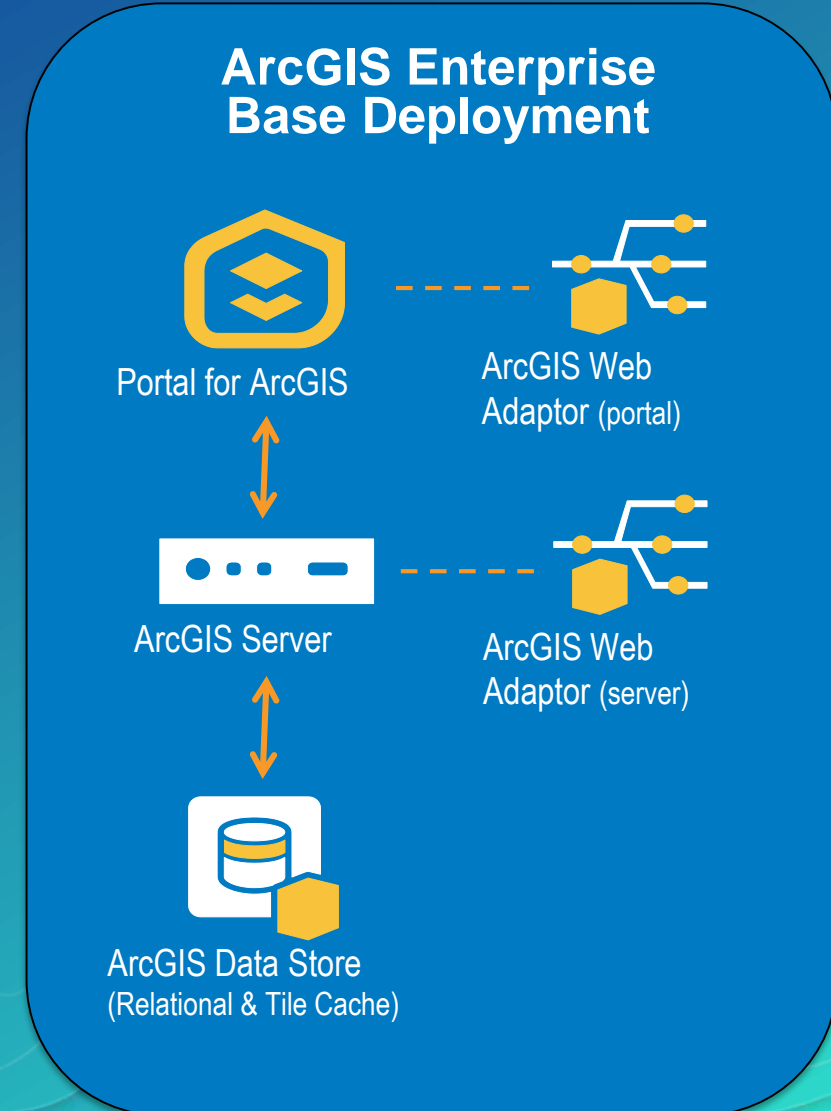 ArcGIS Enterprise
Base Deployment
Portal for ArcGIS
ArcGIS Web
Adaptor (portal)
ArcGIS Server
ArcGIS Web
Adaptor (server)
ArcGIS Data Store
(Relational & Tile Cache)